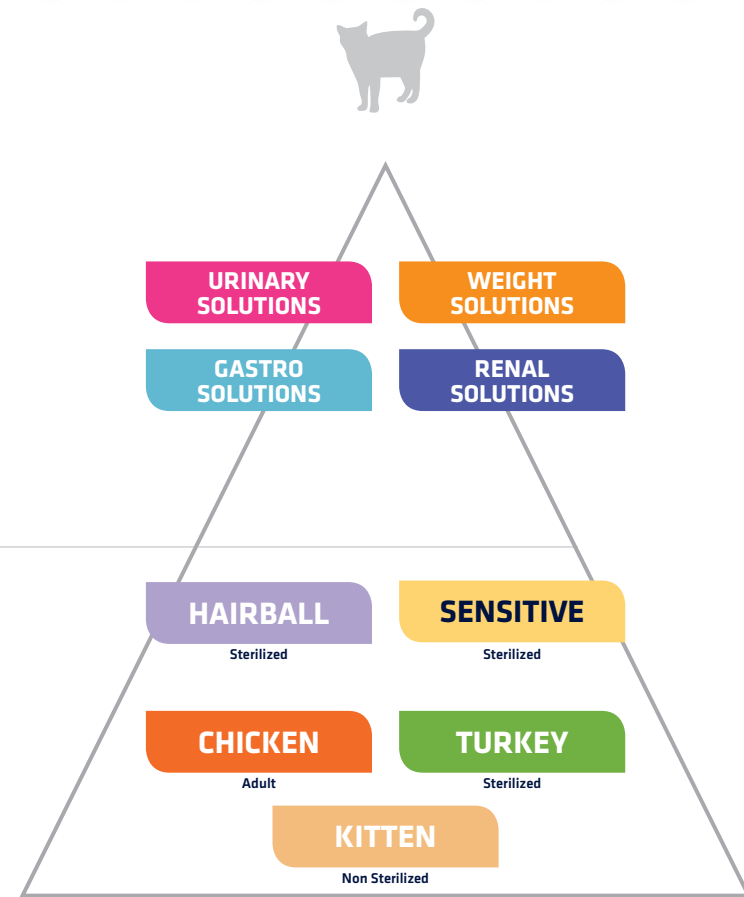 URINARY
SOLUTIONS
WEIGHT
SOLUTIONS
GASTRO
SOLUTIONS
RENAL
SOLUTIONS
HAIRBALL
Sterilized
SENSITIVE
Sterilized
CHICKEN
Adult
TURKEY
Sterilized
KITTEN
Non Sterilized